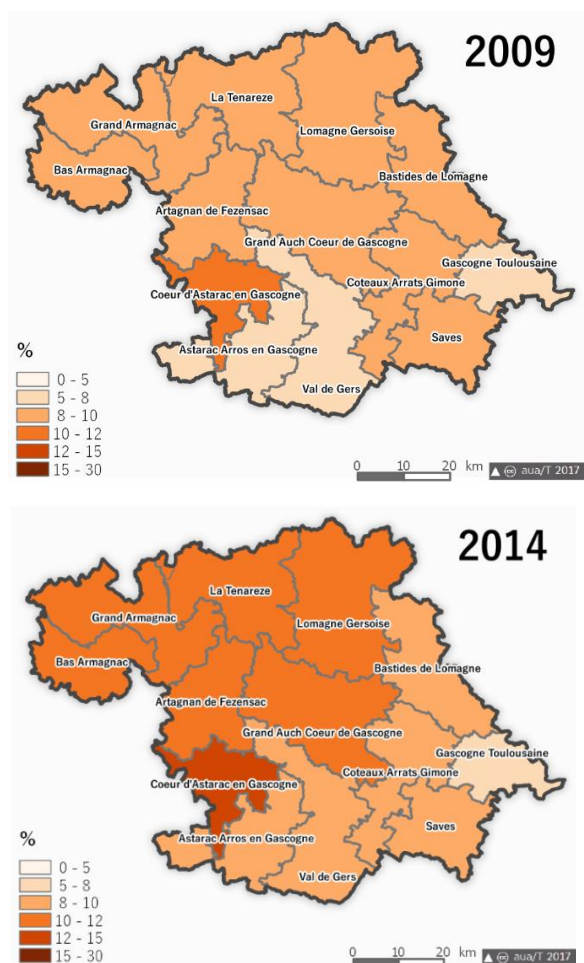 2009
La Tenareze
Grand Armagnac
Lomagne Gersoise
Bas Armagnac
Bastides de Lomagne
Artagnan de Fezensac
Grand Auch Coeur de Gascogne
Gascogne Toulousaine
Coteaux Arrats Gimone
Coeur d'Astarac en Gascogne
Saves
Astarac Arros en Gascogne
Val de Gers
%
0 - 5
5 - 8
8 - 10
10 - 12
12 - 15
15 - 30
0 10 20 km
cc aua/T 2017
2014
La Tenareze
Grand Armagnac
Lomagne Gersoise
Bas Armagnac
Bastides de Lomagne
Artagnan de Fezensac
Grand Auch Coeur de Gascogne
Gascogne Toulousaine
Coteaux Arrats Gimone
Coeur d'Astarac en Gascogne
Saves
Astarac Arros en Gascogne
Val de Gers
%
0 - 5
5 - 8
8 - 10
10 - 12
12 - 15
15 - 30
0 10 20 km
cc aua/T 2017